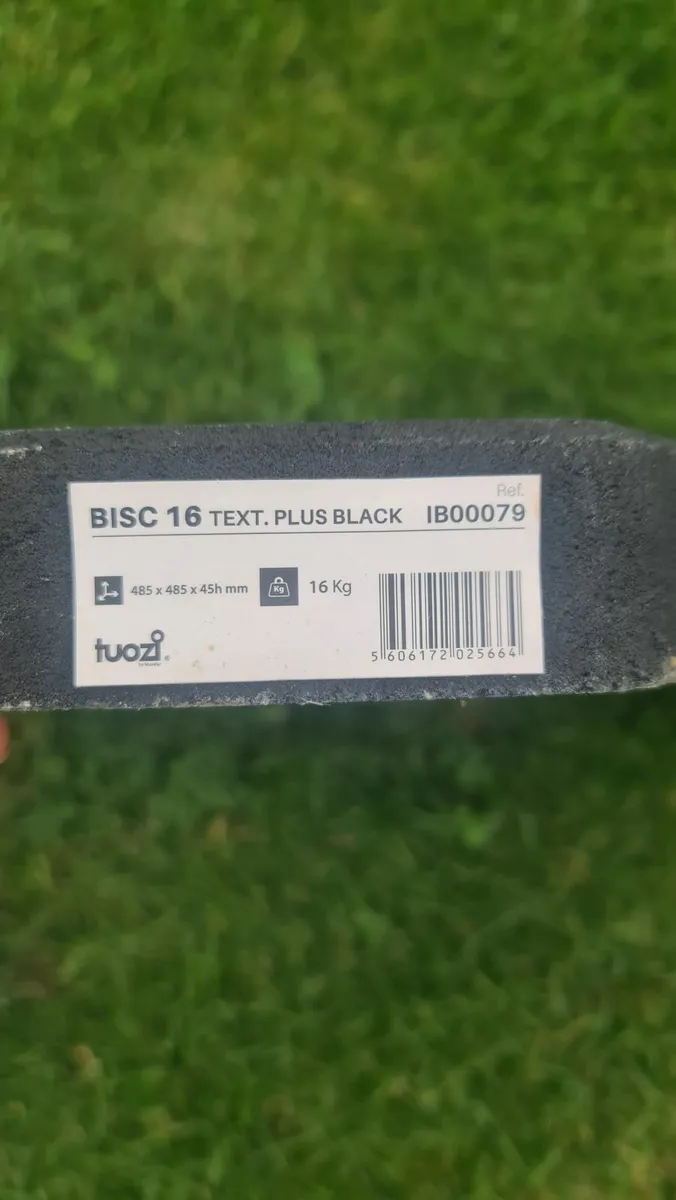 Ref.
BISC 16 TEXT. PLUS BLACK IB00079
485 x 485 x 45h mm Kg 16 Kg
tuozi
5 606172 025664